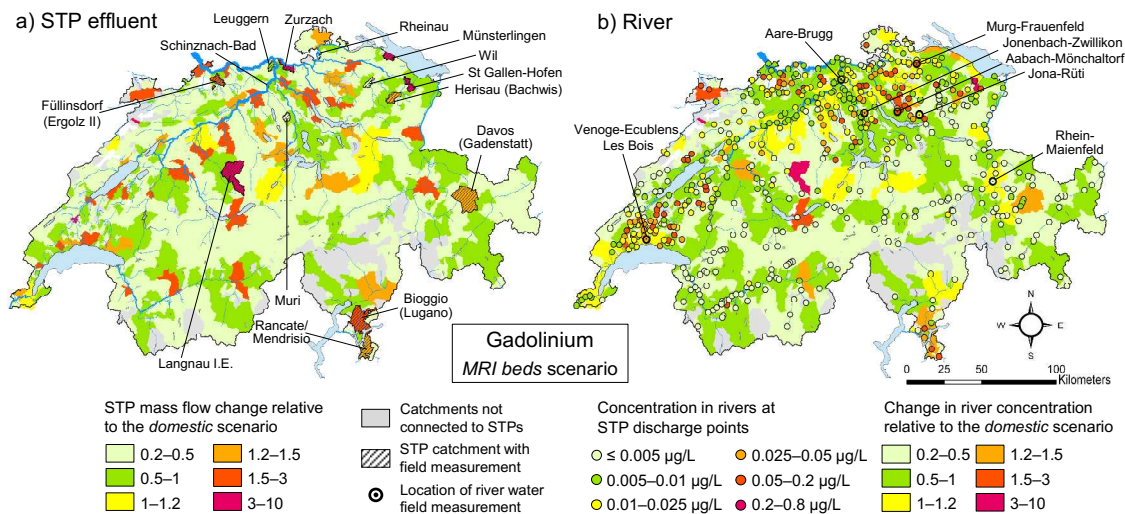 a) STP effluent
Leuggern
Zurzach
Schinznach-Bad
Rheinau
Münsterlingen
Wil
St Gallen-Hofen
Herisau (Bachwis)
Füllinsdorf
(Ergolz II)
Davos
(Gadenstatt)
Muri
Bioggio
(Lugano)
Rancate/
Mendrisio
Langnau I.E.
b) River
Aare-Brugg
Murg-Frauenfeld
Jonenbach-Zwillikon
Aabach-Mönchaltorf
Jona-Rüti
Venoge-Ecublens,
Les Bois
Rhein-
Maienfeld
N
W
E
S
0 25 50 100
Kilometers
Gadolinium
MRI beds scenario
STP mass flow change relative
to the domestic scenario
0.2–0.5
0.5–1
1–1.2
1.2–1.5
1.5–3
3–10
Catchments not
connected to STPs
STP catchment with
field measurement
Location of river water
field measurement
Concentration in rivers at
STP discharge points
≤ 0.005 µg/L
0.005–0.01 µg/L
0.01–0.025 µg/L
0.025–0.05 µg/L
0.05–0.2 µg/L
0.2–0.8 µg/L
Change in river concentration
relative to the domestic scenario
0.2–0.5
0.5–1
1–1.2
1.2–1.5
1.5–3
3–10